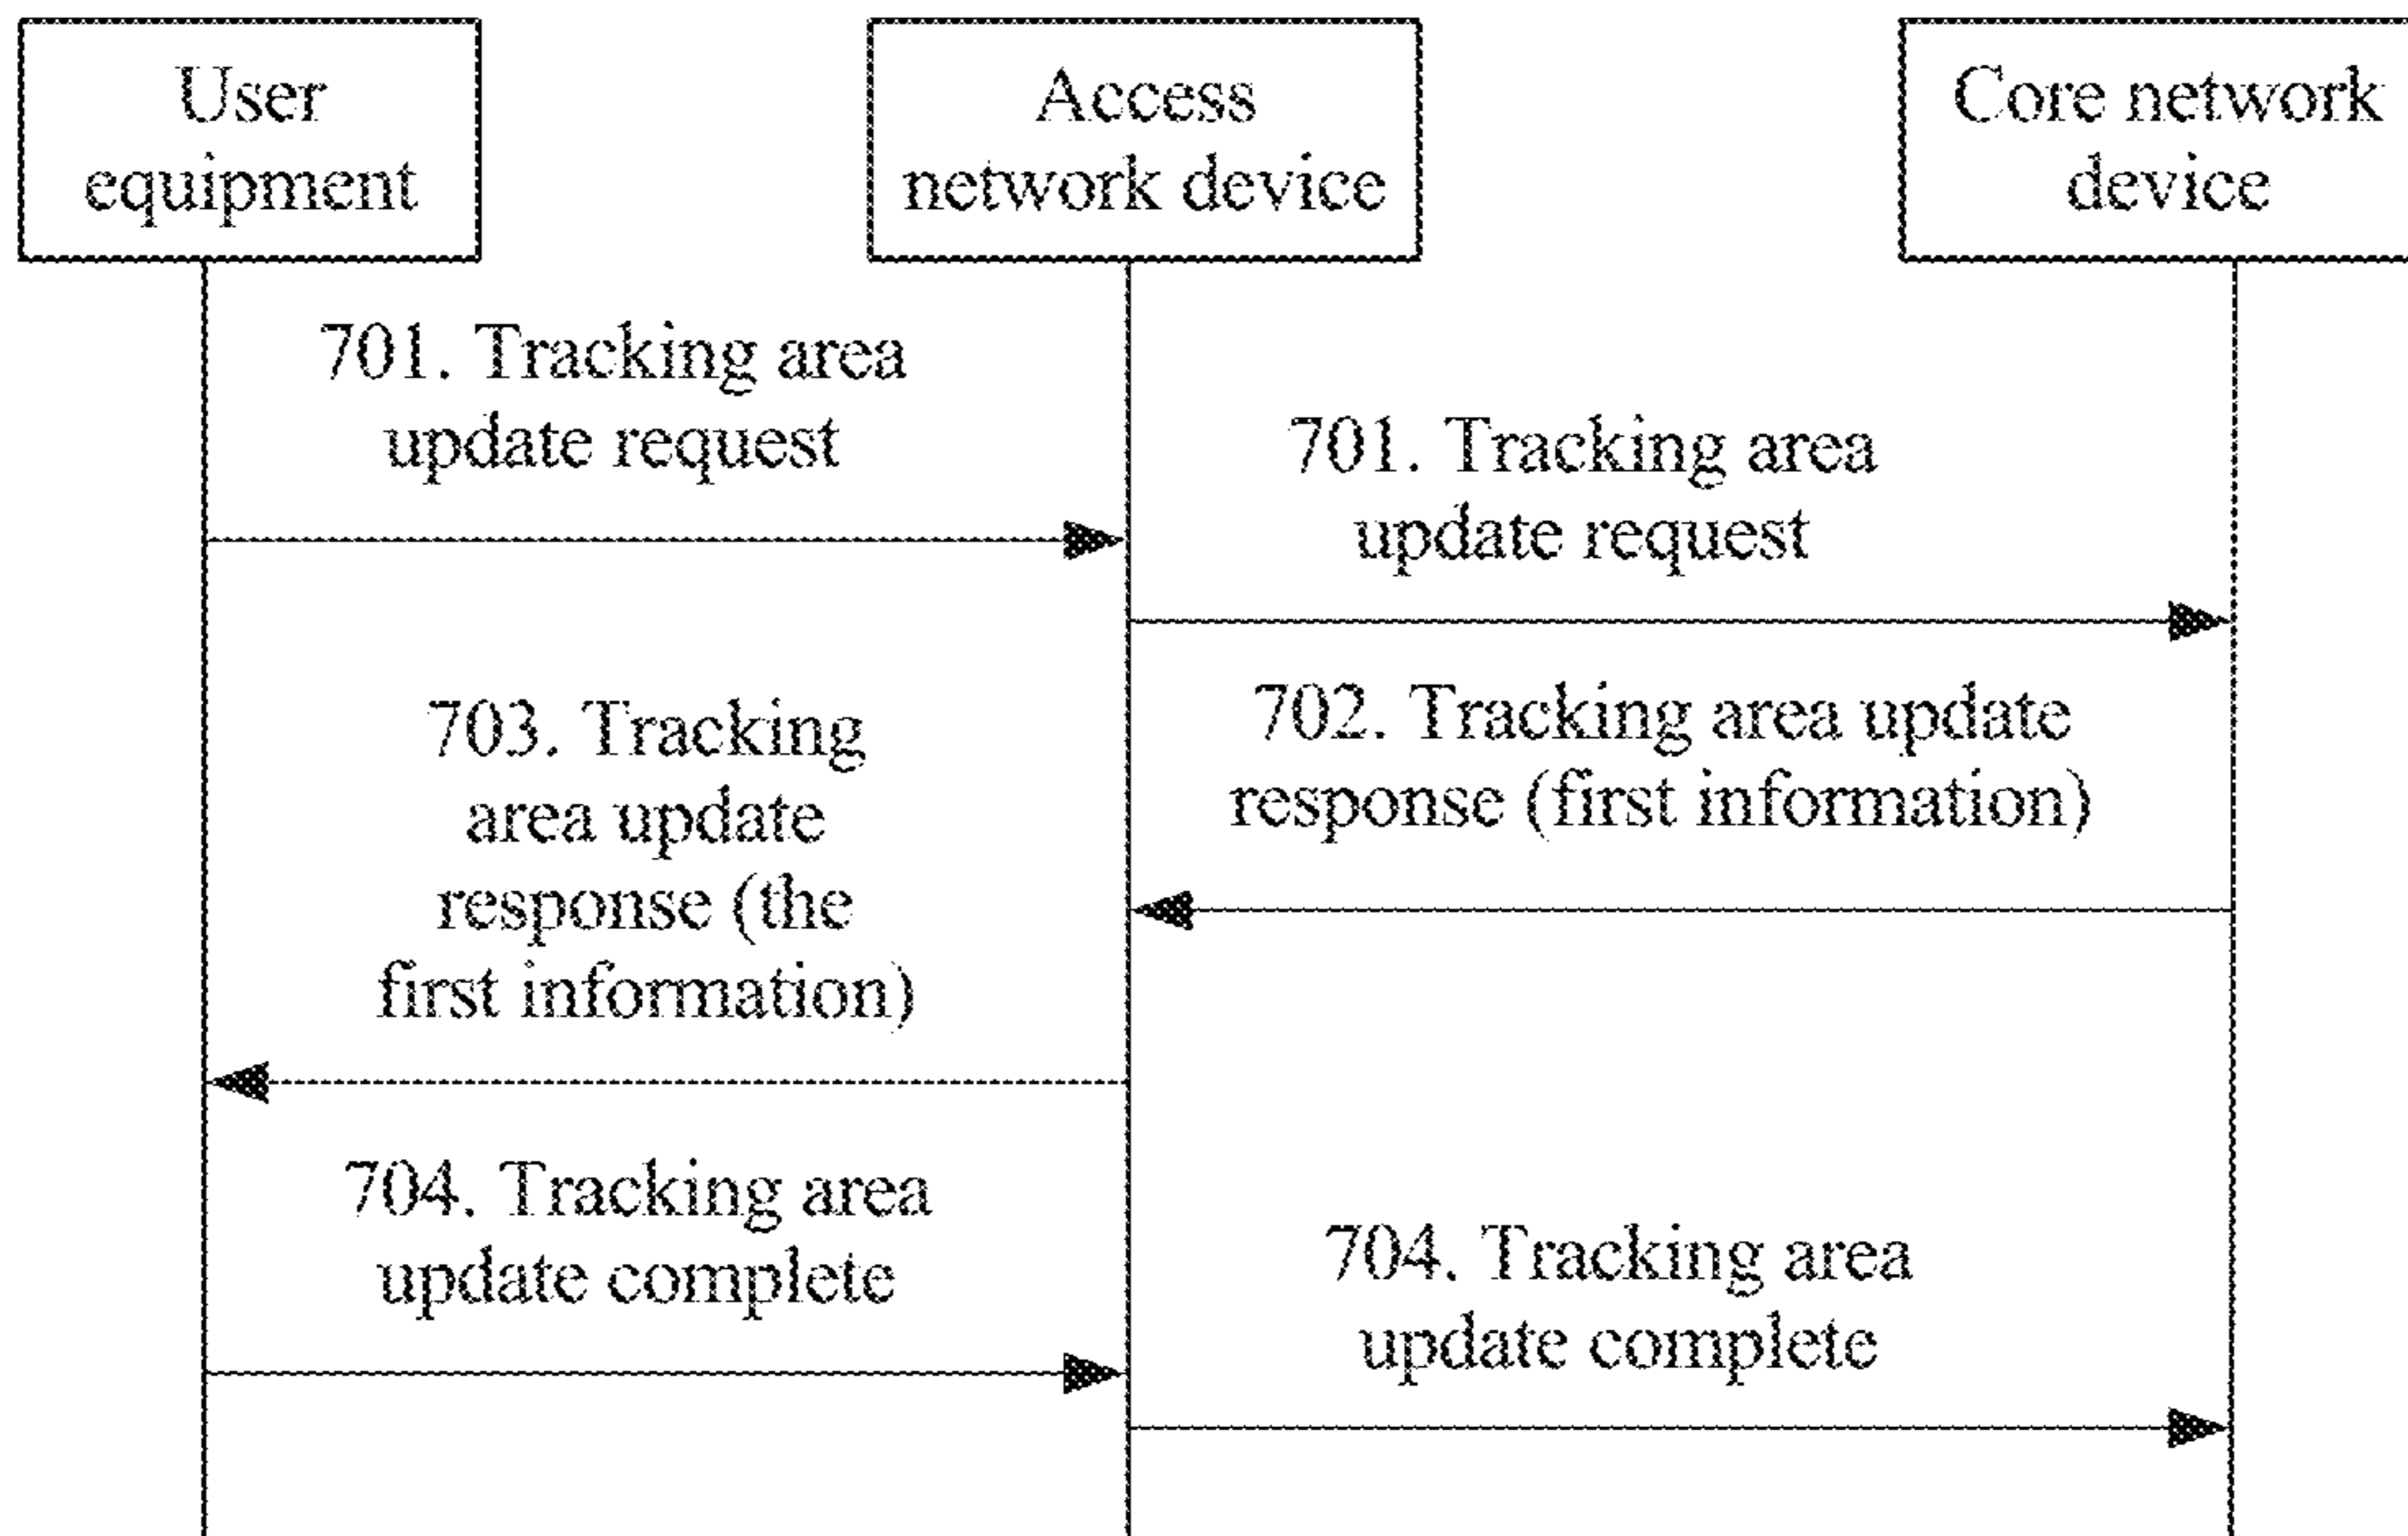 User
equipment
Access
network device
Core network
device
701. Tracking area
update request
701. Tracking area
update request
702. Tracking area update
response (first information)
703. Tracking
area update
response (the
first information)
704. Tracking area
update complete
704. Tracking area
update complete